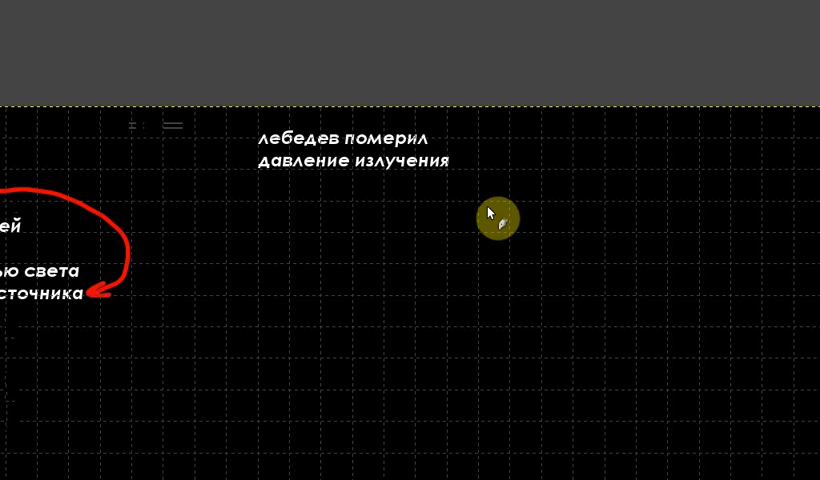 лебедев померил
давление излучения
ей
ью света
сточника